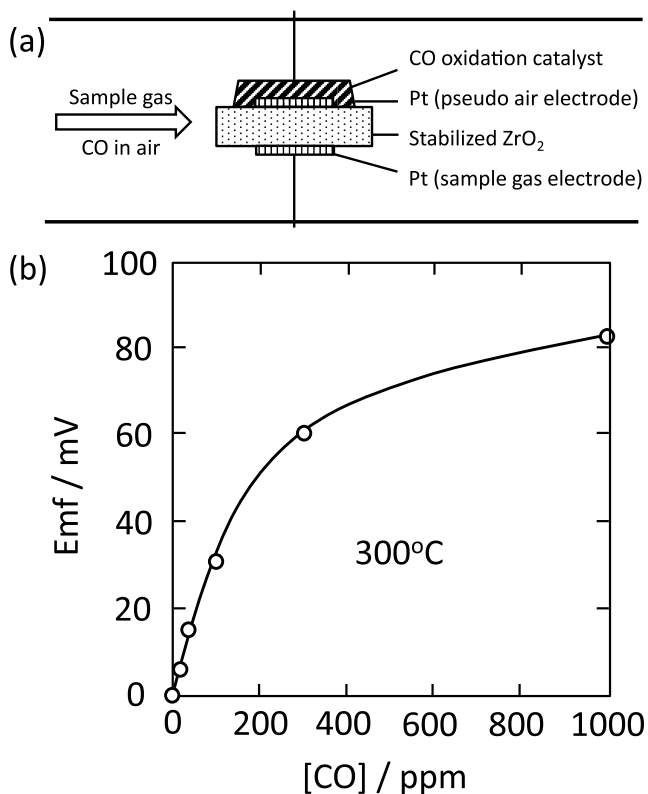 (a)
Sample gas
CO in air
CO oxidation catalyst
Pt (pseudo air electrode)
Stabilized ZrO₂
Pt (sample gas electrode)
(b)
100
80
60
40
20
0
Emf / mV
300°C
0 200 400 600 800 1000
[CO] / ppm